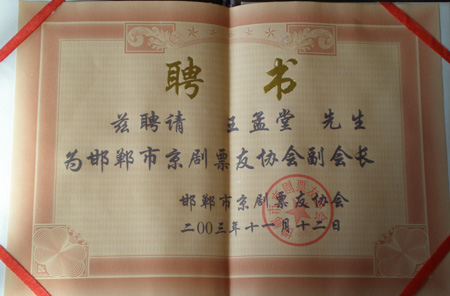 聘书
兹聘请 王孟堂 先生
为邯郸市京剧票友协会副会长
邯郸市京剧票友协会
二00三年十一月十二日